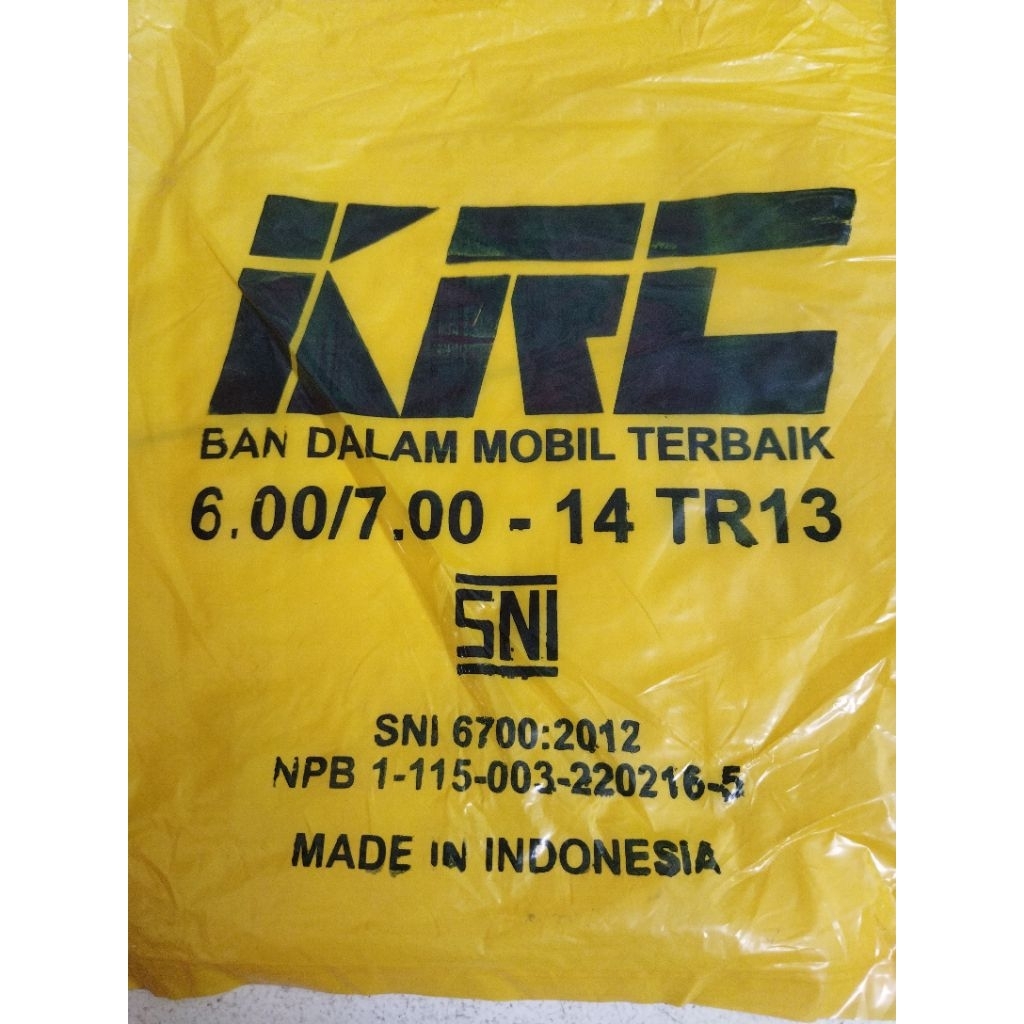 KRC
BAN DALAM MOBIL TERBAIK
6.00/7.00 - 14 TR13
SNI
SNI 6700:2012
NPB 1-115-003-220216-5
MADE IN INDONESIA